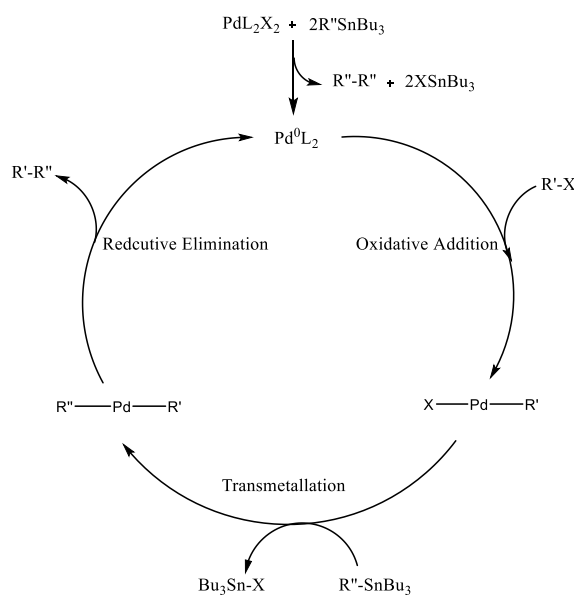 PdL₂X₂ + 2R"SnBu₃
R"-R" + 2XSnBu₃
Pd⁰L₂
R'-R"
R'-X
Redcutive Elimination
Oxidative Addition
R"—Pd—R'
X—Pd—R'
Transmetallation
Bu₃Sn-X
R"-SnBu₃